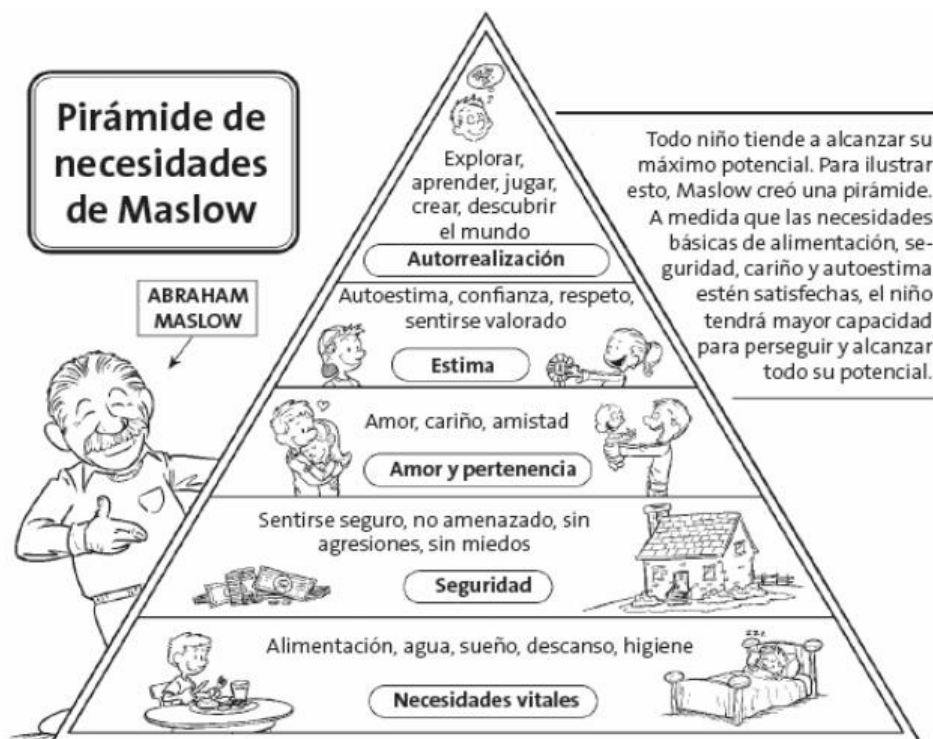 Pirámide de
necesidades
de Maslow
ABRAHAM
MASLOW
Todo niño tiende a alcanzar su
máximo potencial. Para ilustrar
esto, Maslow creó una pirámide.
A medida que las necesidades
básicas de alimentación, se-
guridad, cariño y autoestima
estén satisfechas, el niño
tendrá mayor capacidad
para perseguir y alcanzar
todo su potencial.
Explorar,
aprender, jugar,
crear, descubrir
el mundo
Autorrealización
Autoestima, confianza, respeto,
sentirse valorado
Estima
Amor, cariño, amistad
Amor y pertenencia
Sentirse seguro, no amenazado, sin
agresiones, sin miedos
Seguridad
Alimentación, agua, sueño, descanso, higiene
zzz
Necesidades vitales